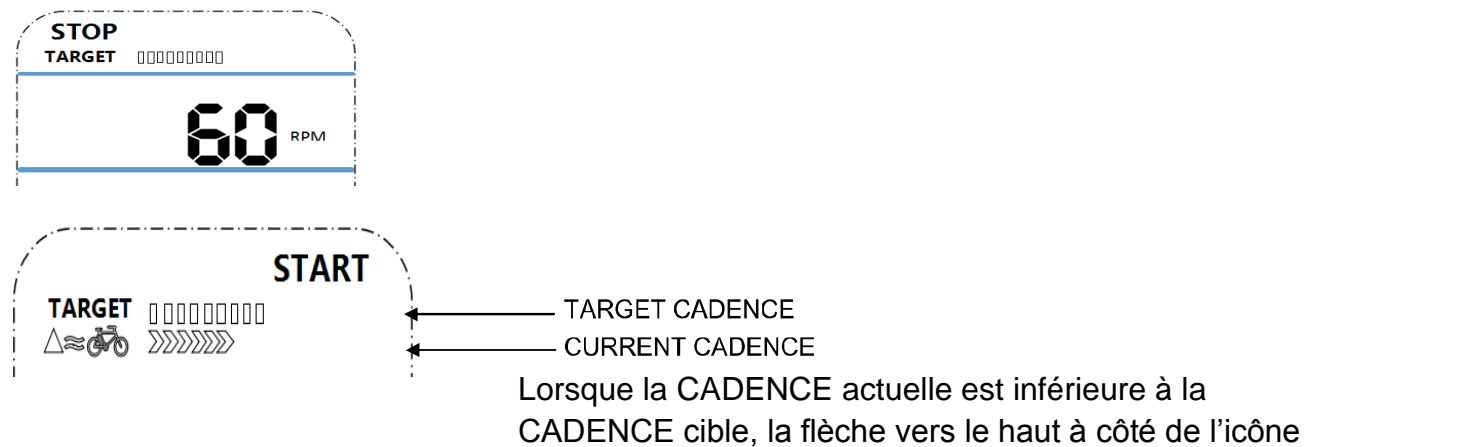 STOP
TARGET
60 RPM
START
TARGET
TARGET CADENCE
CURRENT CADENCE
Lorsque la CADENCE actuelle est inférieure à la
CADENCE cible, la flèche vers le haut à côté de l’icône